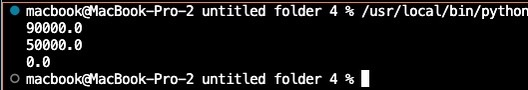 macbook@MacBook-Pro-2 untitled folder 4 % /usr/local/bin/python
90000.0
50000.0
0.0
macbook@MacBook-Pro-2 untitled folder 4 %